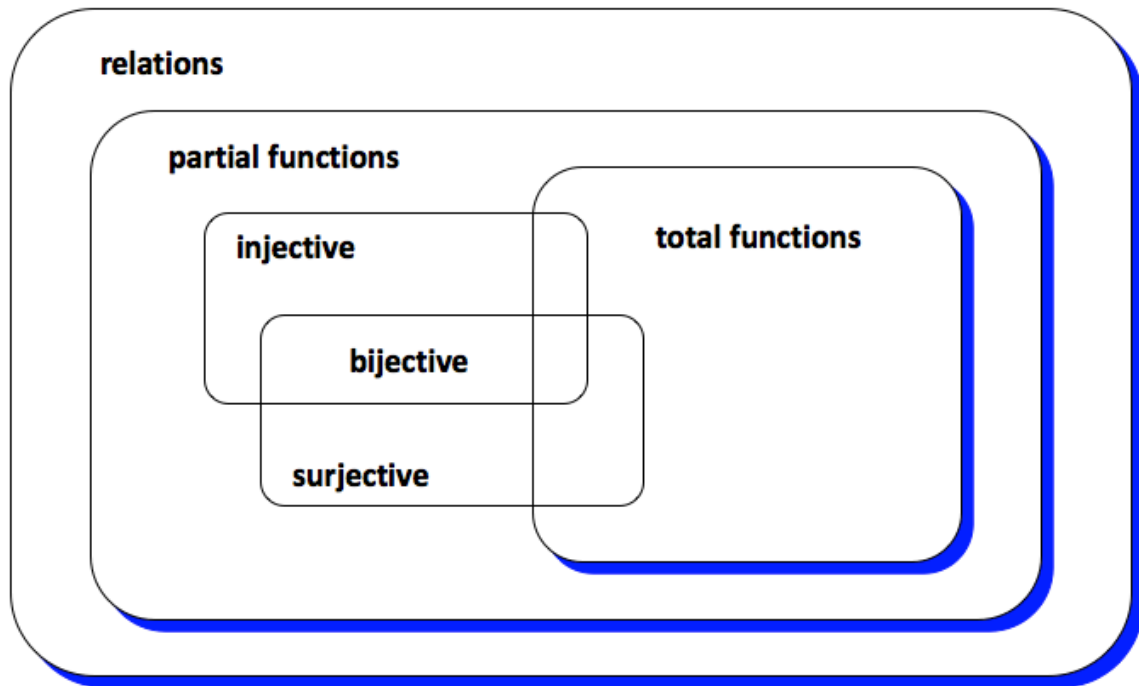 relations
partial functions
total functions
injective
bijective
surjective